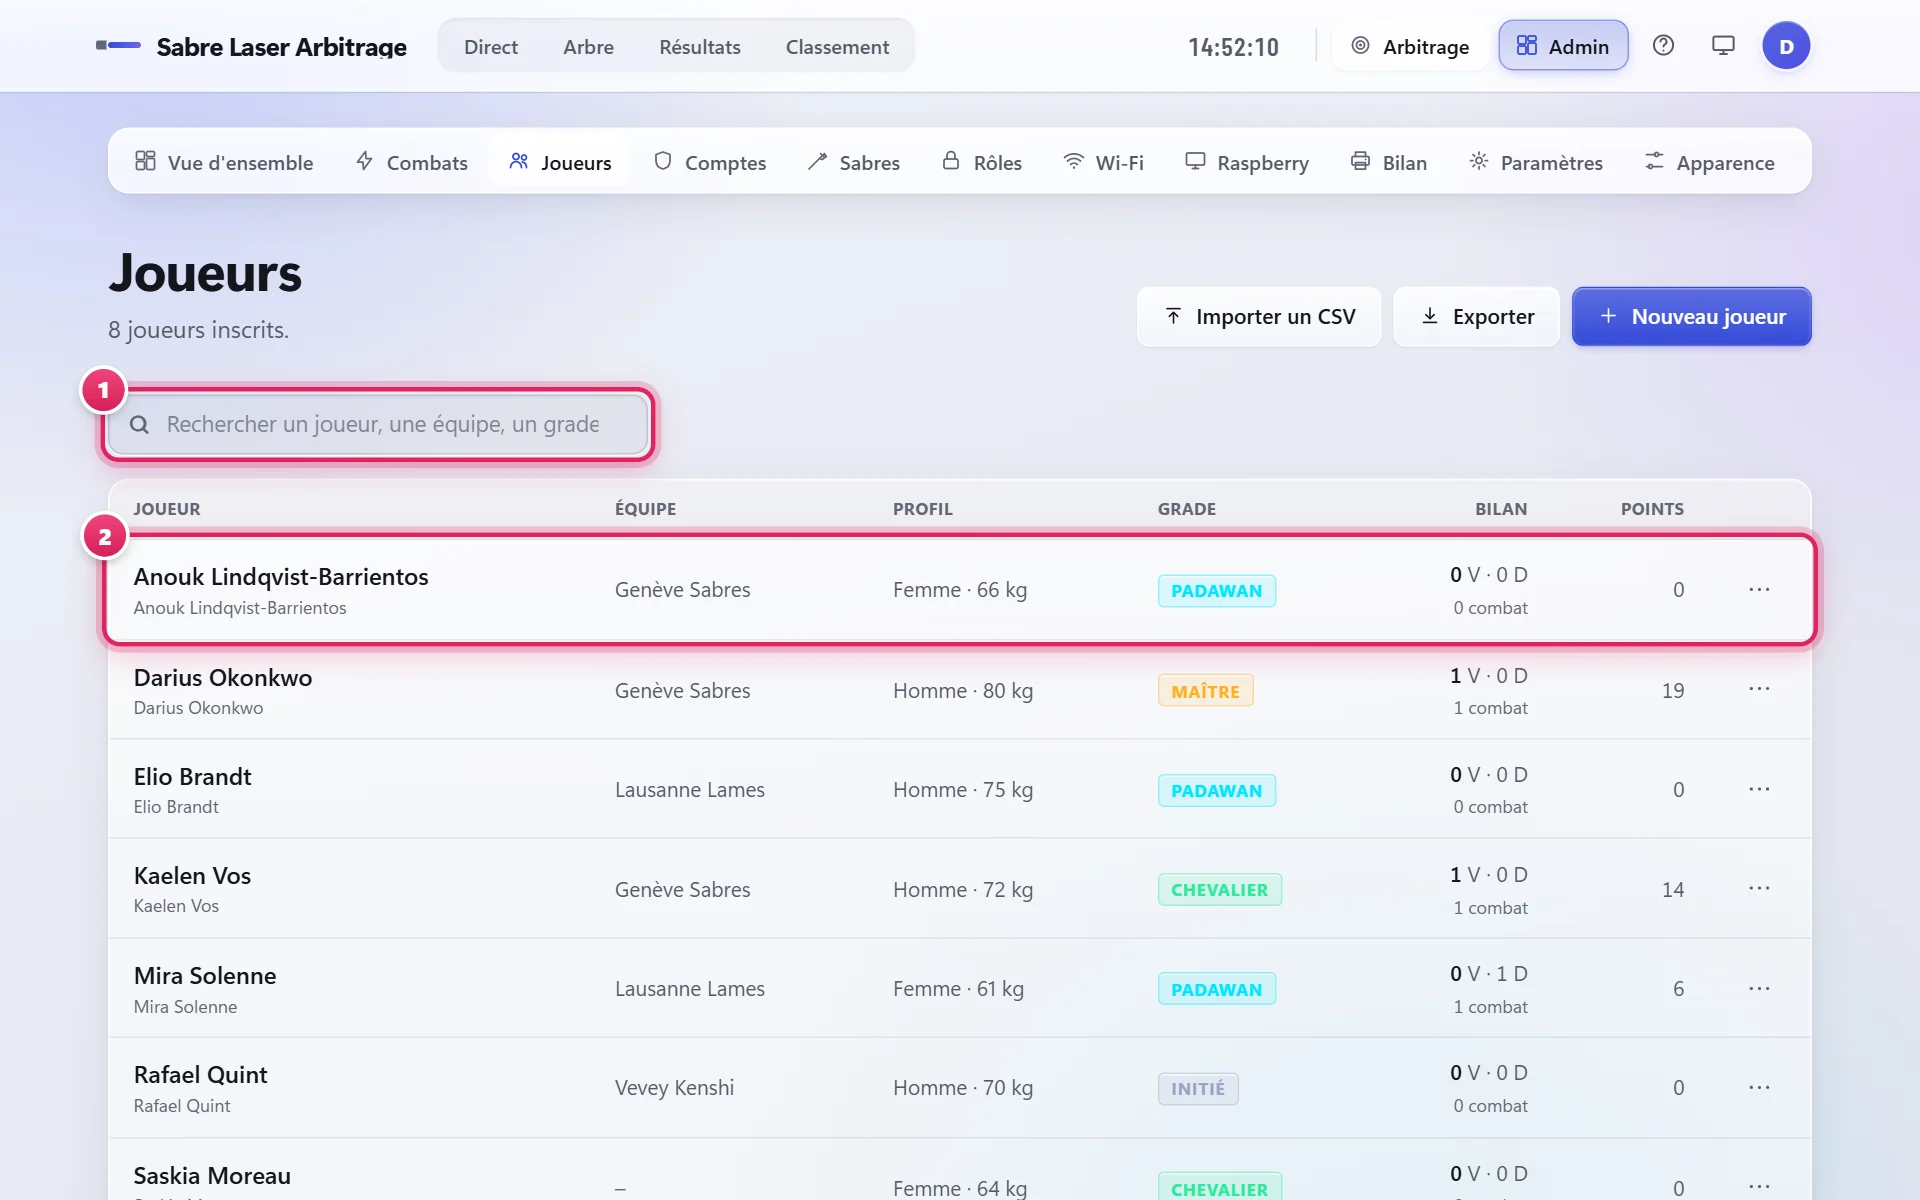 Sabre Laser Arbitrage
Direct
Arbre
Résultats
Classement
14:52:10
Arbitrage
Admin
D
Vue d'ensemble
Combats
Joueurs
Comptes
Sabres
Rôles
Wi-Fi
Raspberry
Bilan
Paramètres
Apparence
Joueurs
8 joueurs inscrits.
Importer un CSV
Exporter
Nouveau joueur
1
Rechercher un joueur, une équipe, un grade
JOUEUR ÉQUIPE PROFIL GRADE BILAN POINTS
2
Anouk Lindqvist-Barrientos
Anouk Lindqvist-Barrientos
Genève Sabres
Femme · 66 kg
PADAWAN
0 V · 0 D
0 combat
0
Darius Okonkwo
Darius Okonkwo
Genève Sabres
Homme · 80 kg
MAÎTRE
1 V · 0 D
1 combat
19
Elio Brandt
Elio Brandt
Lausanne Lames
Homme · 75 kg
PADAWAN
0 V · 0 D
0 combat
0
Kaelen Vos
Kaelen Vos
Genève Sabres
Homme · 72 kg
CHEVALIER
1 V · 0 D
1 combat
14
Mira Solenne
Mira Solenne
Lausanne Lames
Femme · 61 kg
PADAWAN
0 V · 1 D
1 combat
6
Rafael Quint
Rafael Quint
Vevey Kenshi
Homme · 70 kg
INITIÉ
0 V · 0 D
0 combat
0
Saskia Moreau
–
Femme · 64 kg
CHEVALIER
0 V · 0 D
0